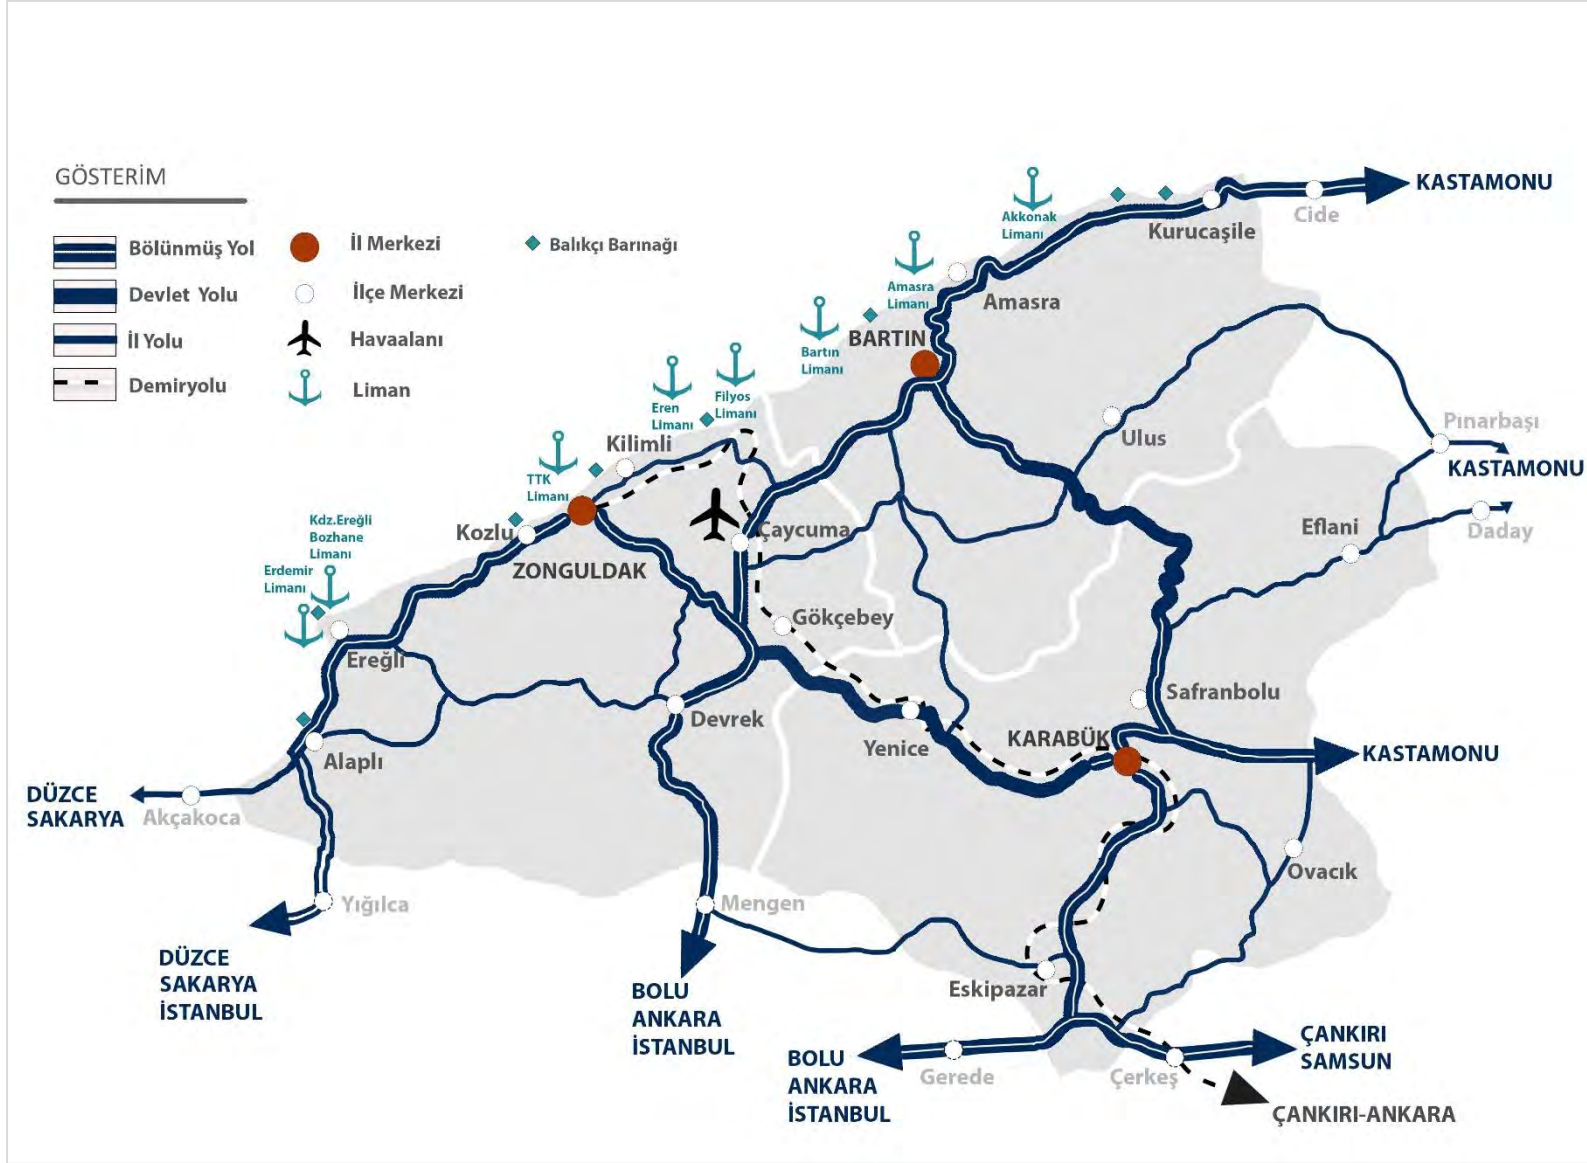 GÖSTERİM
Bölünmüş Yol
Devlet Yolu
İl Yolu
Demiryolu
İl Merkezi
İlçe Merkezi
Havaalanı
Liman
Balıkçı Barınağı
KASTAMONU
Cide
Kurucaşile
Akkonak
Limanı
Amasra
Limanı
Amasra
BARTIN
Bartın
Limanı
Filyos
Limanı
Eren
Limanı
Kilimli
TTK
Limanı
Ulus
Pınarbaşı
KASTAMONU
Eflani
Daday
Kozlu
ZONGULDAK
Çaycuma
Kdz.Ereğli
Bozhane
Limanı
Erdemir
Limanı
Gökçebey
Ereğli
Devrek
Yenice
Safranbolu
KARABÜK
KASTAMONU
Alaplı
DÜZCE
SAKARYA
Akçakoca
Ovacık
Yığılca
Mengen
DÜZCE
SAKARYA
İSTANBUL
BOLU
ANKARA
İSTANBUL
Eskipazar
BOLU
ANKARA
İSTANBUL
Gerede
Çerkeş
ÇANKIRI
SAMSUN
ÇANKIRI-ANKARA